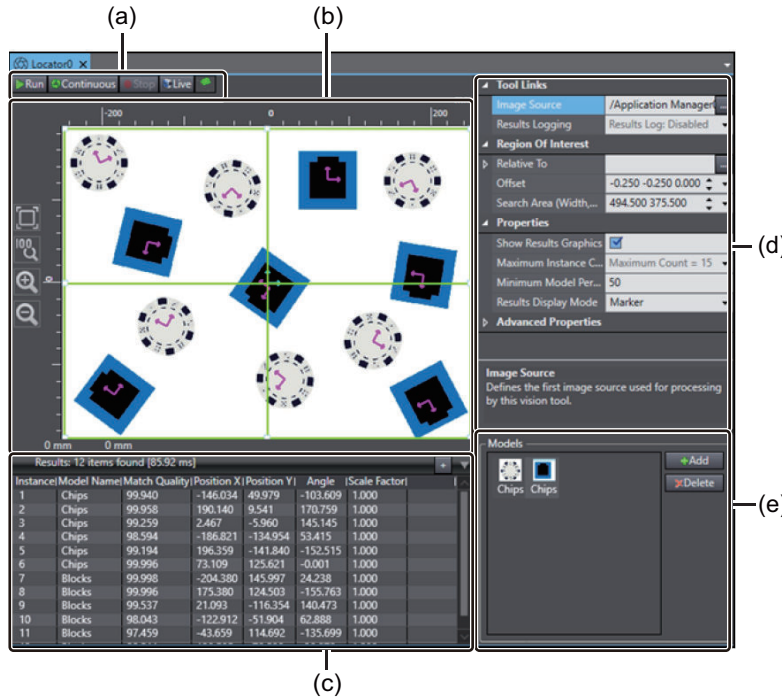 (a)
(b)
Locator0
Run Continuous Stop Live
-200 0 200
100
0
0 mm 0 mm
Tool Links
Image Source /Application Manager ...
Results Logging Results Log: Disabled
Region Of Interest
Relative To ...
Offset -0.250 -0.250 0.000
Search Area (Width,... 494.500 375.500
Properties
Show Results Graphics
Maximum Instance C... Maximum Count = 15
Minimum Model Per... 50
Results Display Mode Marker
Advanced Properties
Image Source
Defines the first image source used for processing
by this vision tool.
(d)
Results: 12 items found [85.92 ms]
Instance Model Name Match Quality Position X Position Y Angle Scale Factor
1 Chips 99.940 -146.034 49.979 -103.609 1.000
2 Chips 99.958 190.140 9.541 170.759 1.000
3 Chips 99.259 2.467 -5.960 145.145 1.000
4 Chips 98.594 -186.821 -134.954 53.415 1.000
5 Chips 99.194 196.359 -141.840 -152.515 1.000
6 Chips 99.996 73.109 125.621 -0.001 1.000
7 Blocks 99.998 -204.380 145.997 24.238 1.000
8 Blocks 99.996 175.380 124.503 -155.763 1.000
9 Blocks 99.537 21.093 -116.354 140.473 1.000
10 Blocks 98.043 -122.912 -51.904 62.888 1.000
11 Blocks 97.459 -43.659 114.692 -135.699 1.000
Models
Chips Chips
Add
Delete
(e)
(c)